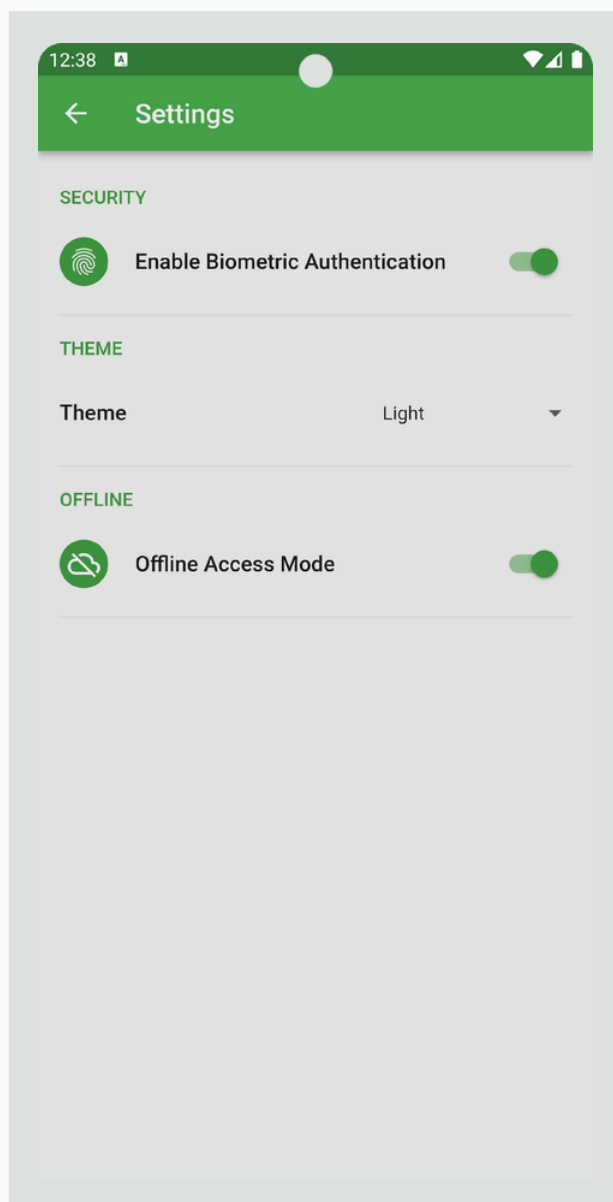 12:38 A
Settings
SECURITY
Enable Biometric Authentication
THEME
Theme Light
OFFLINE
Offline Access Mode